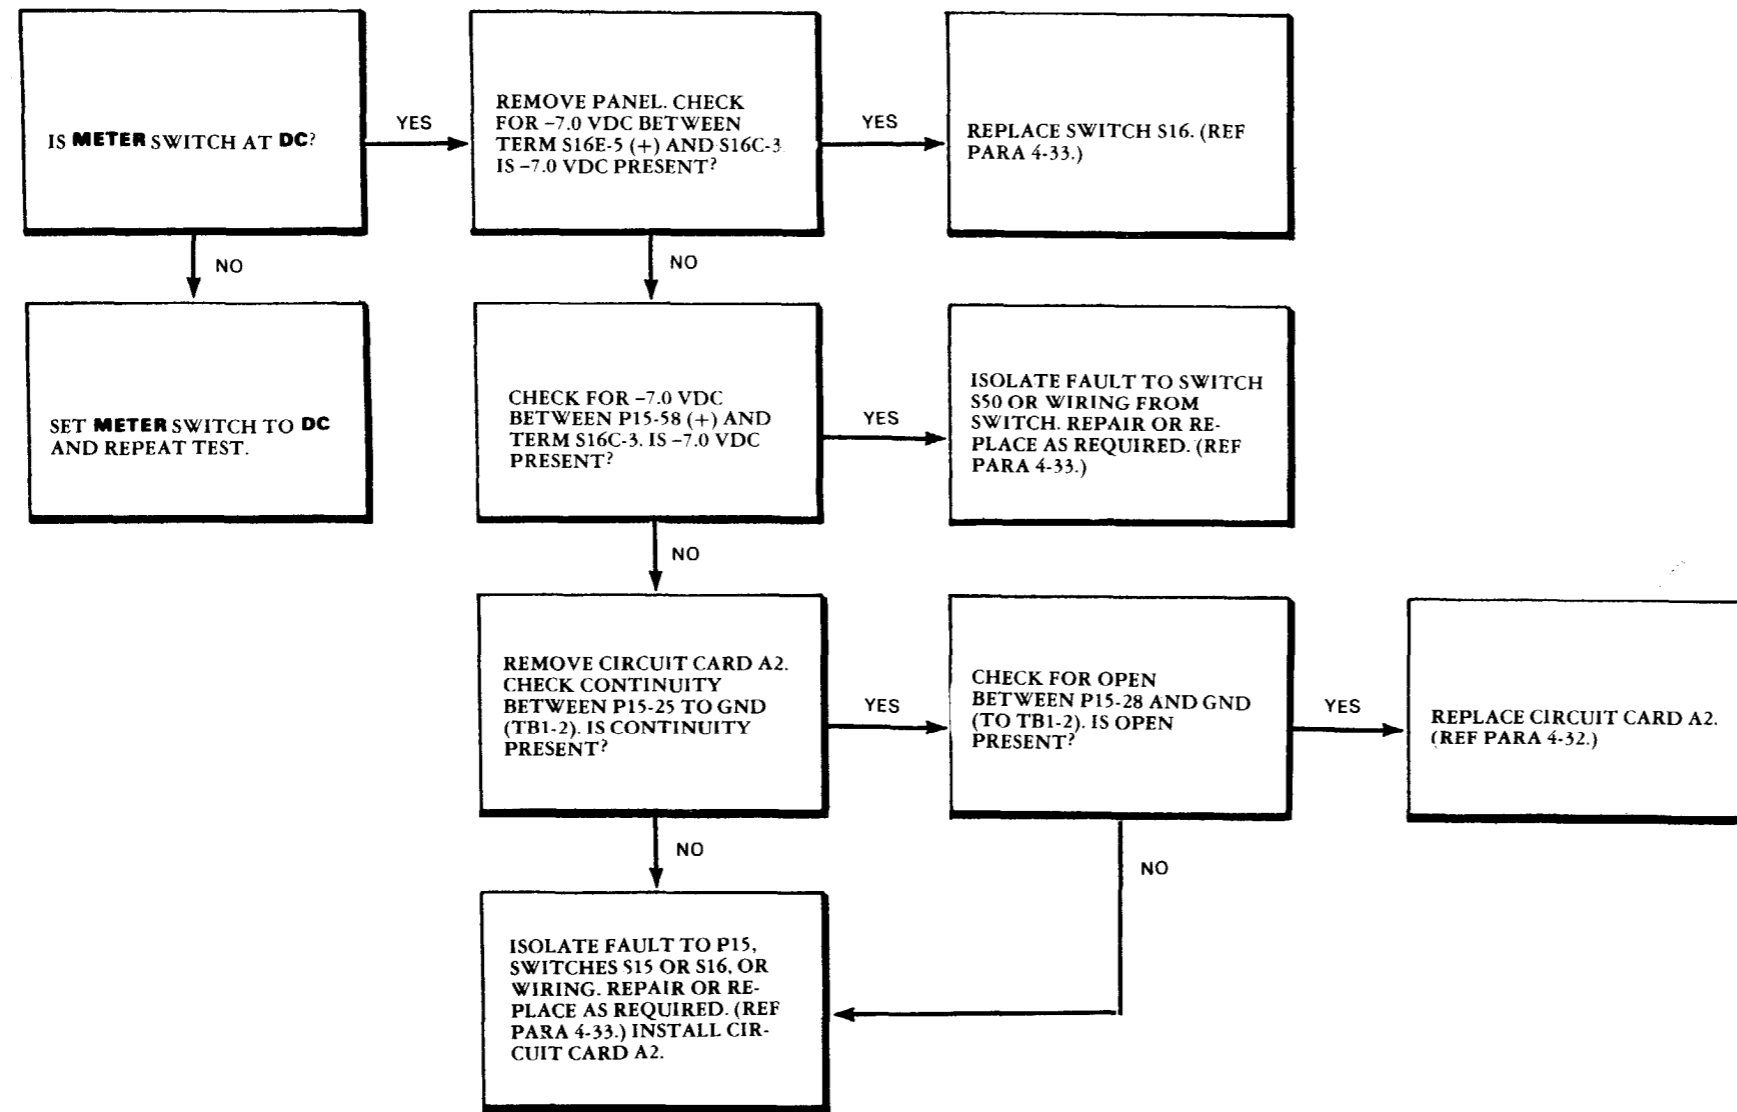 IS METER SWITCH AT DC?
YES
REMOVE PANEL. CHECK
FOR –7.0 VDC BETWEEN
TERM S16E-5 (+) AND S16C-3.
IS –7.0 VDC PRESENT?
YES
REPLACE SWITCH S16. (REF
PARA 4-33.)
NO
NO
SET METER SWITCH TO DC
AND REPEAT TEST.
CHECK FOR –7.0 VDC
BETWEEN P15-58 (+) AND
TERM S16C-3. IS –7.0 VDC
PRESENT?
YES
ISOLATE FAULT TO SWITCH
S50 OR WIRING FROM
SWITCH. REPAIR OR RE-
PLACE AS REQUIRED. (REF
PARA 4-33.)
NO
REMOVE CIRCUIT CARD A2.
CHECK CONTINUITY
BETWEEN P15-25 TO GND
(TB1-2). IS CONTINUITY
PRESENT?
YES
CHECK FOR OPEN
BETWEEN P15-28 AND GND
(TO TB1-2). IS OPEN
PRESENT?
YES
REPLACE CIRCUIT CARD A2.
(REF PARA 4-32.)
NO
NO
ISOLATE FAULT TO P15,
SWITCHES S15 OR S16, OR
WIRING. REPAIR OR RE-
PLACE AS REQUIRED. (REF
PARA 4-33.) INSTALL CIR-
CUIT CARD A2.